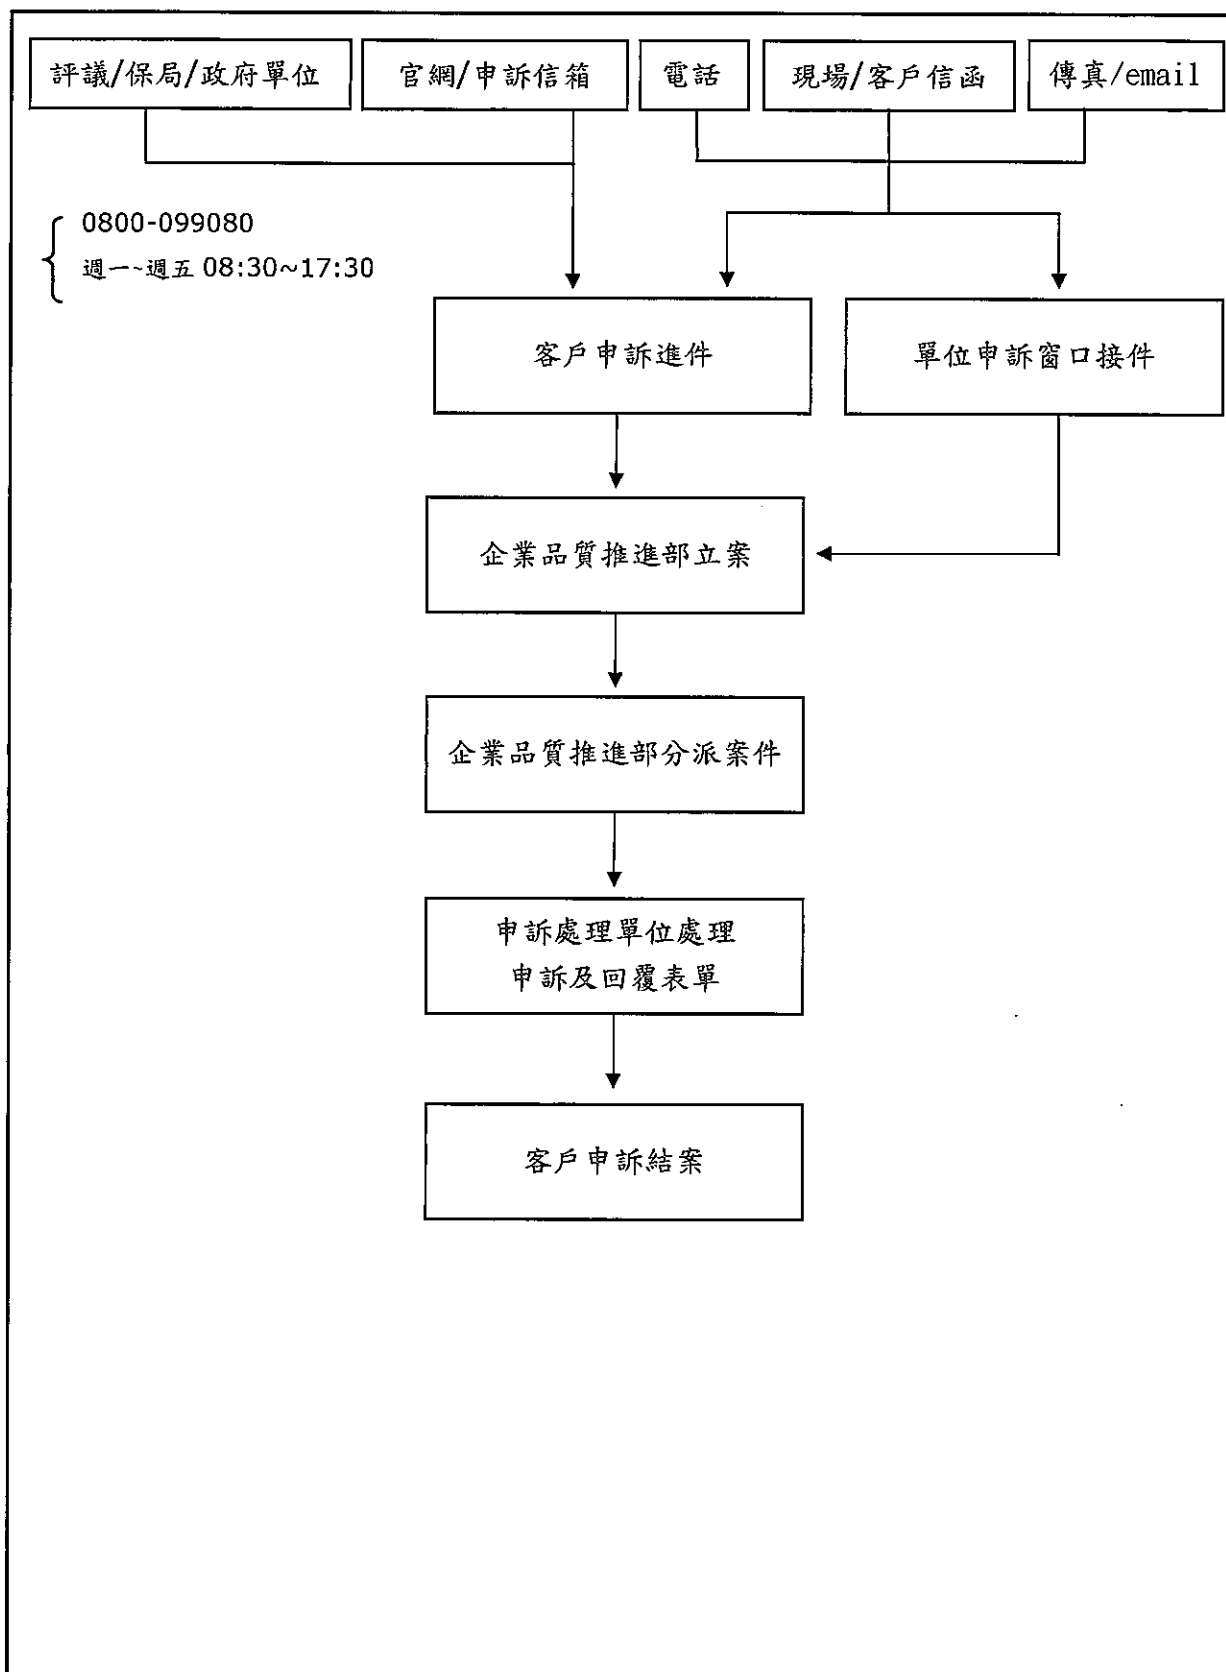 評議/保局/政府單位
官網/申訴信箱
電話
現場/客戶信函
傳真/email
0800-099080
週一~週五 08:30~17:30
客戶申訴進件
單位申訴窗口接件
企業品質推進部立案
企業品質推進部分派案件
申訴處理單位處理
申訴及回覆表單
客戶申訴結案